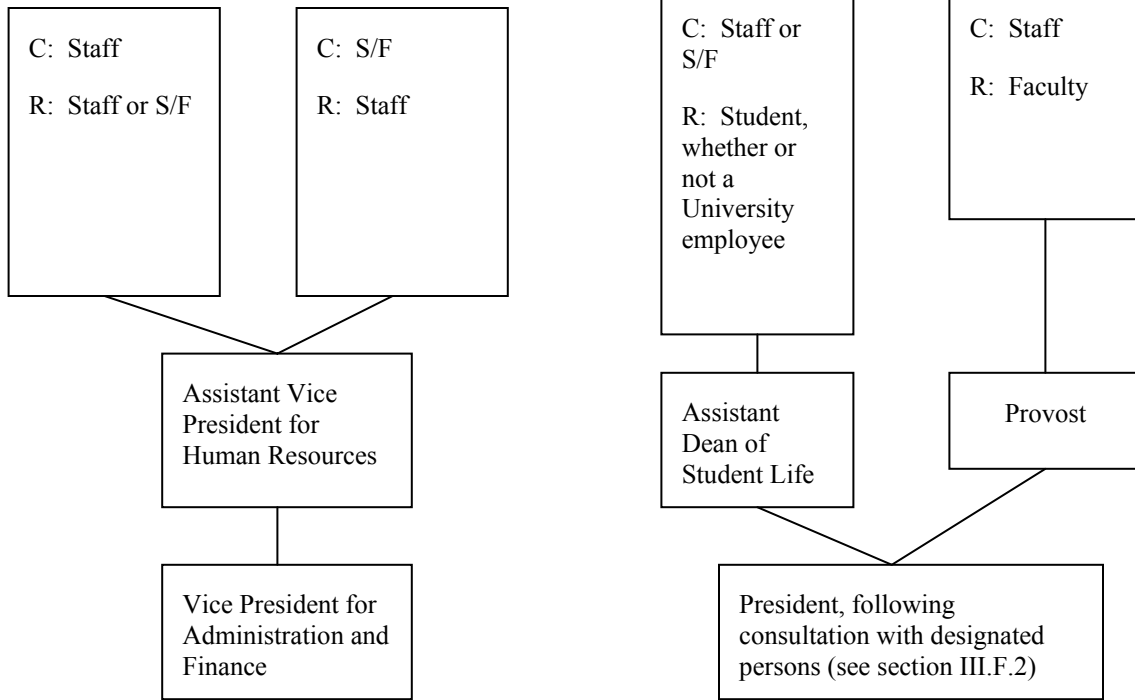 C: Staff
R: Staff or S/F
C: S/F
R: Staff
C: Staff or
S/F
R: Student,
whether or
not a
University
employee
C: Staff
R: Faculty
Assistant Vice
President for
Human Resources
Assistant
Dean of
Student Life
Provost
Vice President for
Administration and
Finance
President, following
consultation with designated
persons (see section III.F.2)